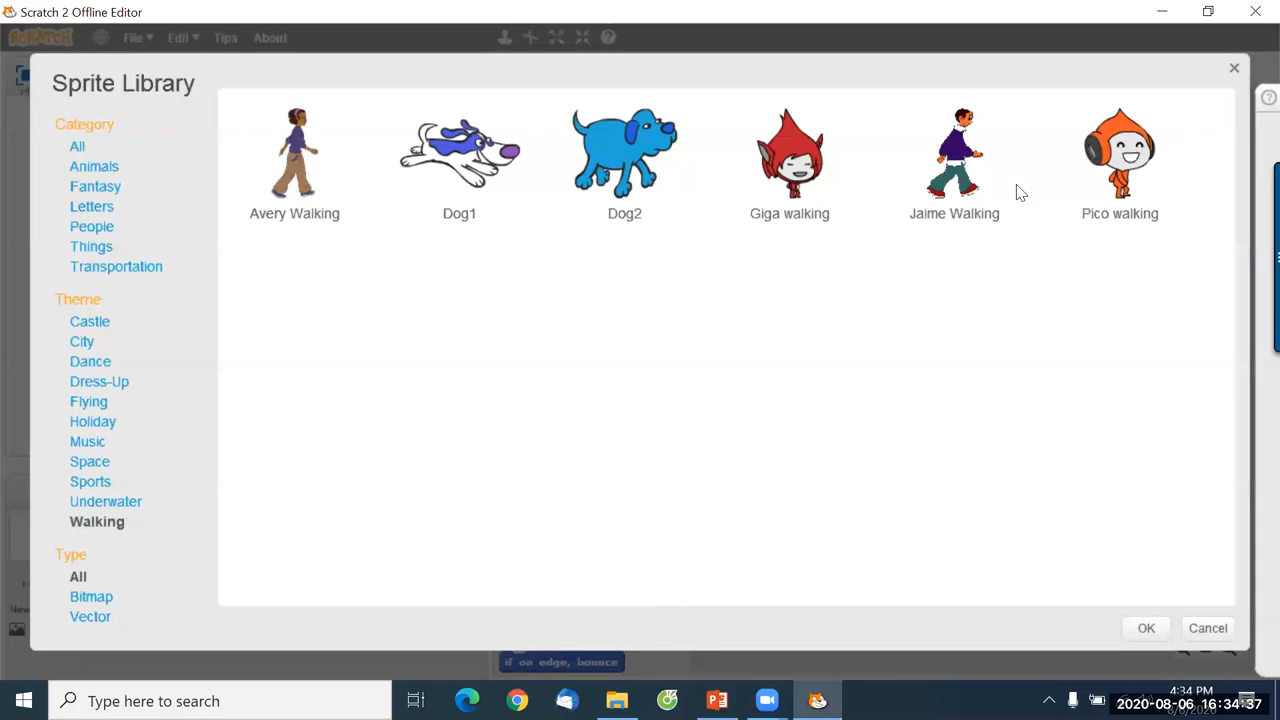 Scratch 2 Offline Editor
SCRATCH File Edit Tips About
Sprite Library
Category
All
Animals
Fantasy
Letters
People
Things
Transportation
Theme
Castle
City
Dance
Dress-Up
Flying
Holiday
Music
Space
Sports
Underwater
Walking
Type
All
Bitmap
Vector
Avery Walking
Dog1
Dog2
Giga walking
Jaime Walking
Pico walking
OK
Cancel
New
if on edge, bounce
Type here to search
4:34 PM
2020-08-06 16:34:37